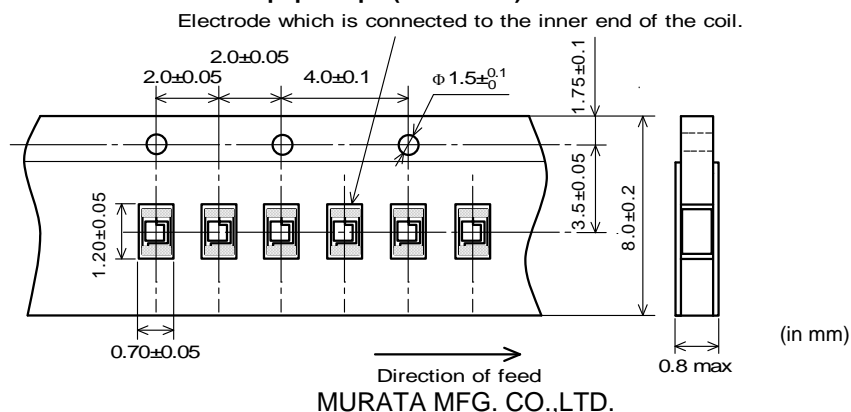 Electrode which is connected to the inner end of the coil.
2.0±0.05
2.0±0.05
4.0±0.1
Φ1.5±0.1 0
1.75±0.1
3.5±0.05
8.0±0.2
1.20±0.05
0.70±0.05
Direction of feed
0.8 max
(in mm)
MURATA MFG. CO.,LTD.